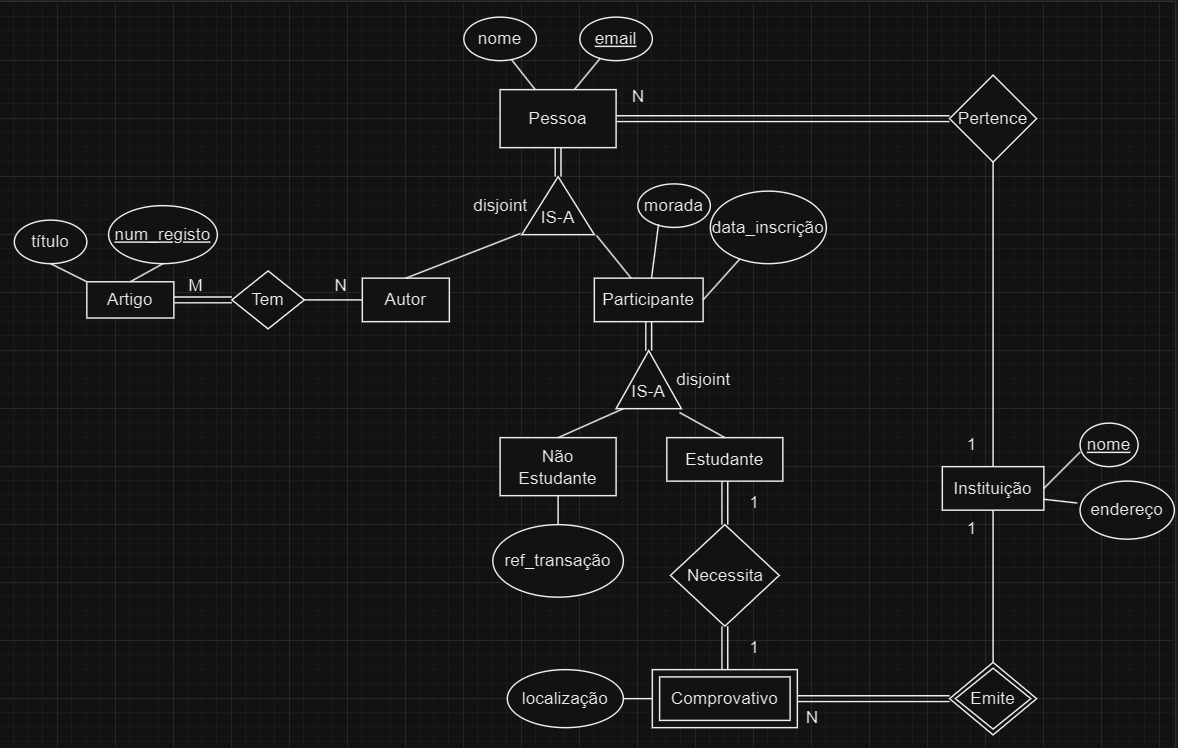 nome
email
Pessoa
N
Pertence
disjoint
IS-A
morada
data_inscrição
título
num_registo
Artigo
M
Tem
N
Autor
Participante
IS-A
disjoint
Não
Estudante
Estudante
1
nome
Instituição
endereço
1
1
ref_transação
Necessita
1
localização
Comprovativo
N
Emite